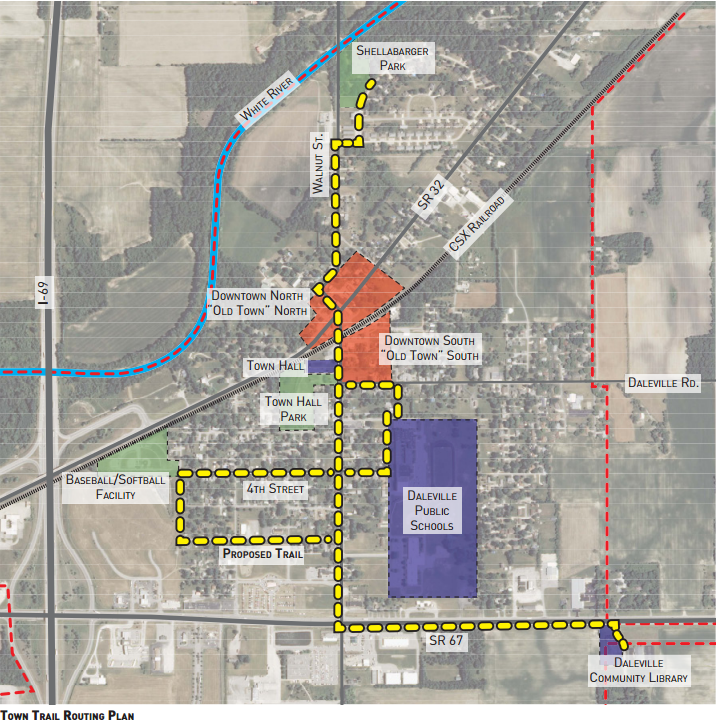 SHELLABARGER
PARK
WHITE RIVER
WALNUT ST.
SR 32
CSX RAILROAD
I-69
DOWNTOWN NORTH
"OLD TOWN" NORTH
DOWNTOWN SOUTH
"OLD TOWN" SOUTH
TOWN HALL
DALEVILLE RD.
TOWN HALL
PARK
BASEBALL/SOFTBALL
FACILITY
4TH STREET
DALEVILLE
PUBLIC
SCHOOLS
PROPOSED TRAIL
SR 67
DALEVILLE
COMMUNITY LIBRARY
TOWN TRAIL ROUTING PLAN